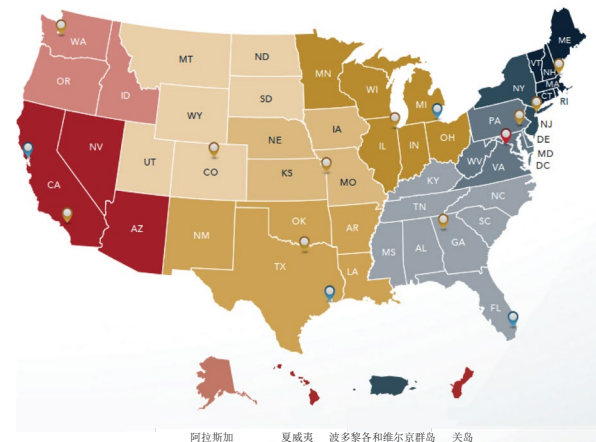 WA
MT
ND
ME
OR
ID
MN
VT
NH
SD
WI
MI
NY
MA
CT
RI
WY
IA
PA
NJ
NE
IL
IN
OH
DE
NV
UT
CO
KS
MO
WV
VA
MD
DC
CA
KY
NC
TN
AZ
NM
OK
AR
SC
TX
LA
MS
AL
GA
FL
阿拉斯加 夏威夷 波多黎各和维尔京群岛 关岛